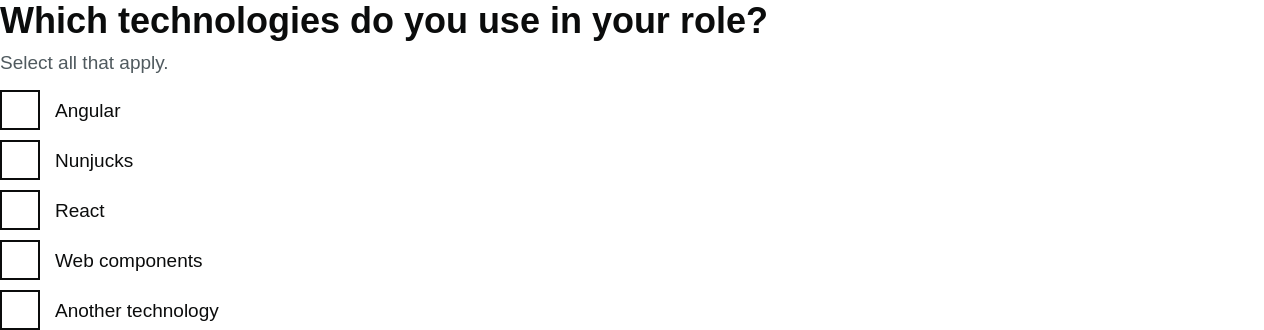 Which technologies do you use in your role?
Select all that apply.
Angular
Nunjucks
React
Web components
Another technology